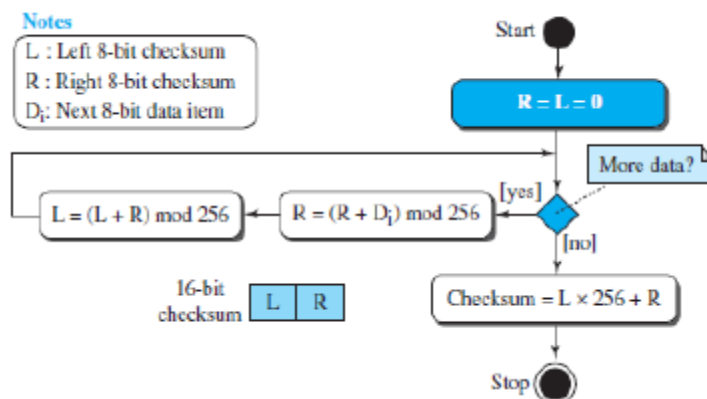 Notes
L : Left 8-bit checksum
R : Right 8-bit checksum
Di: Next 8-bit data item
Start
R = L = 0
More data?
[yes]
L = (L + R) mod 256
R = (R + Di) mod 256
[no]
16-bit
checksum
L R
Checksum = L × 256 + R
Stop